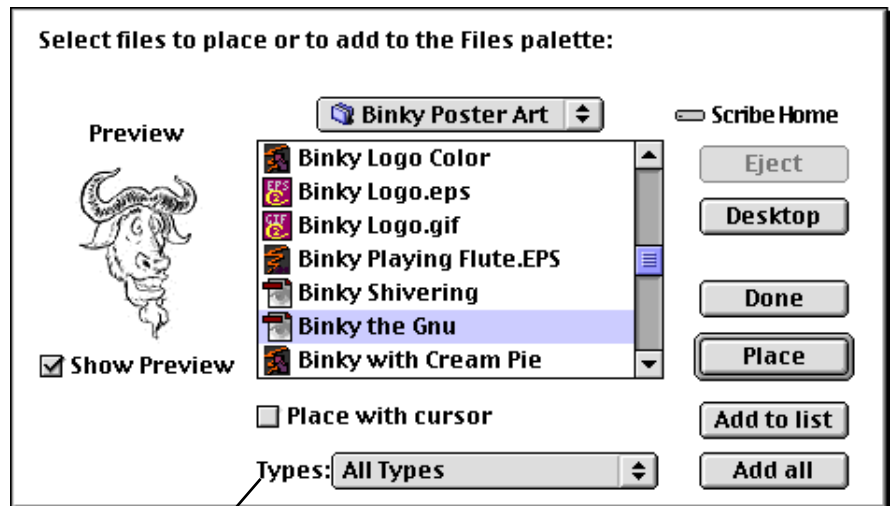 Select files to place or to add to the Files palette:
Binky Poster Art
Scribe Home
Preview
Binky Logo Color
Binky Logo.eps
Binky Logo.gif
Binky Playing Flute.EPS
Binky Shivering
Binky the Gnu
Binky with Cream Pie
Eject
Desktop
Done
Place
Show Preview
Place with cursor
Add to list
Types: All Types
Add all